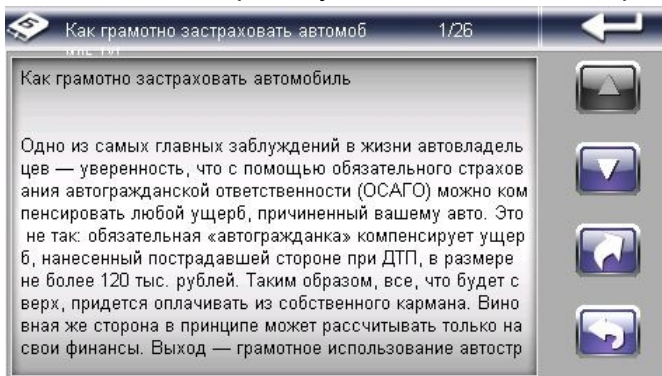 Как грамотно застраховать автомоб 1/26
Как грамотно застраховать автомобиль
Одно из самых главных заблуждений в жизни автовладель
цев — уверенность, что с помощью обязательного страхов
ания автогражданской ответственности (ОСАГО) можно ком
пенсировать любой ущерб, причиненный вашему авто. Это
не так: обязательная «автогражданка» компенсирует ущер
б, нанесенный пострадавшей стороне при ДТП, в размере
не более 120 тыс. рублей. Таким образом, все, что будет с
верх, придется оплачивать из собственного кармана. Вино
вная же сторона в принципе может рассчитывать только на
свои финансы. Выход — грамотное использование автостр